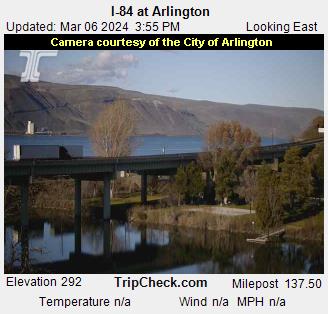 I-84 at Arlington
Updated: Mar 06 2024 3:55 PM Looking East
Camera courtesy of the City of Arlington
Elevation 292 TripCheck.com Milepost 137.50
Temperature n/a Wind n/a MPH n/a